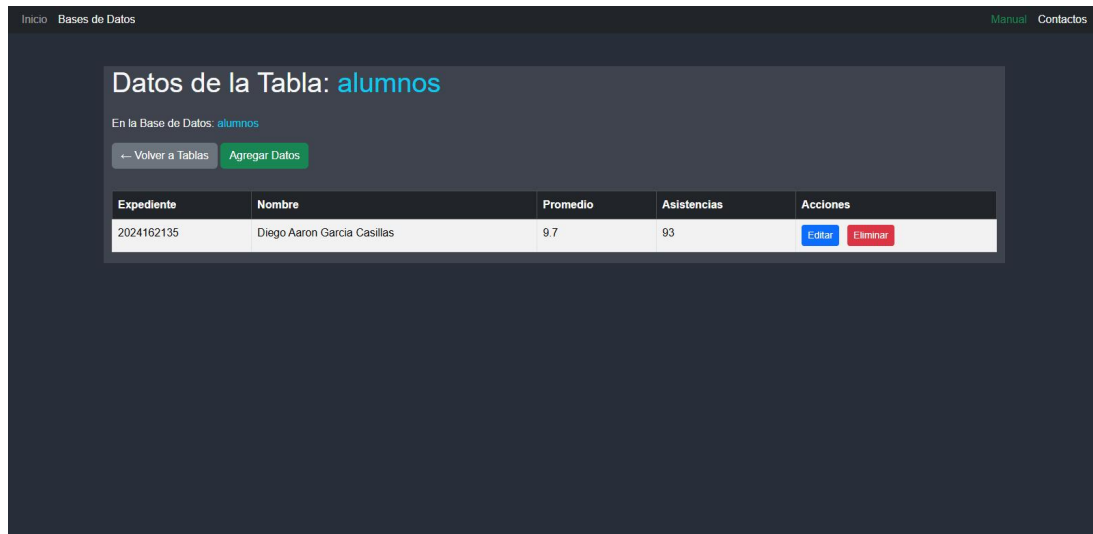 Inicio Bases de Datos Manual Contactos
Datos de la Tabla: alumnos
En la Base de Datos: alumnos
← Volver a Tablas Agregar Datos
Expediente Nombre Promedio Asistencias Acciones
2024162135 Diego Aaron Garcia Casillas 9.7 93 Editar Eliminar